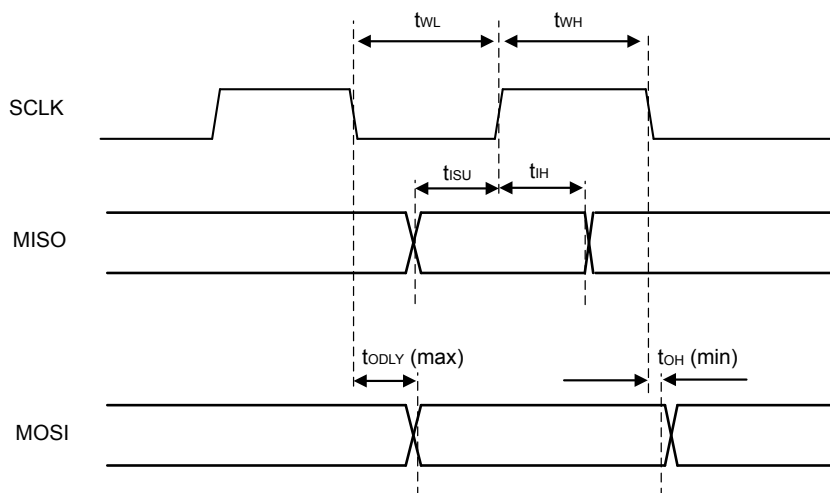 tWL tWH
SCLK
tISU tIH
MISO
tODLY (max) tOH (min)
MOSI